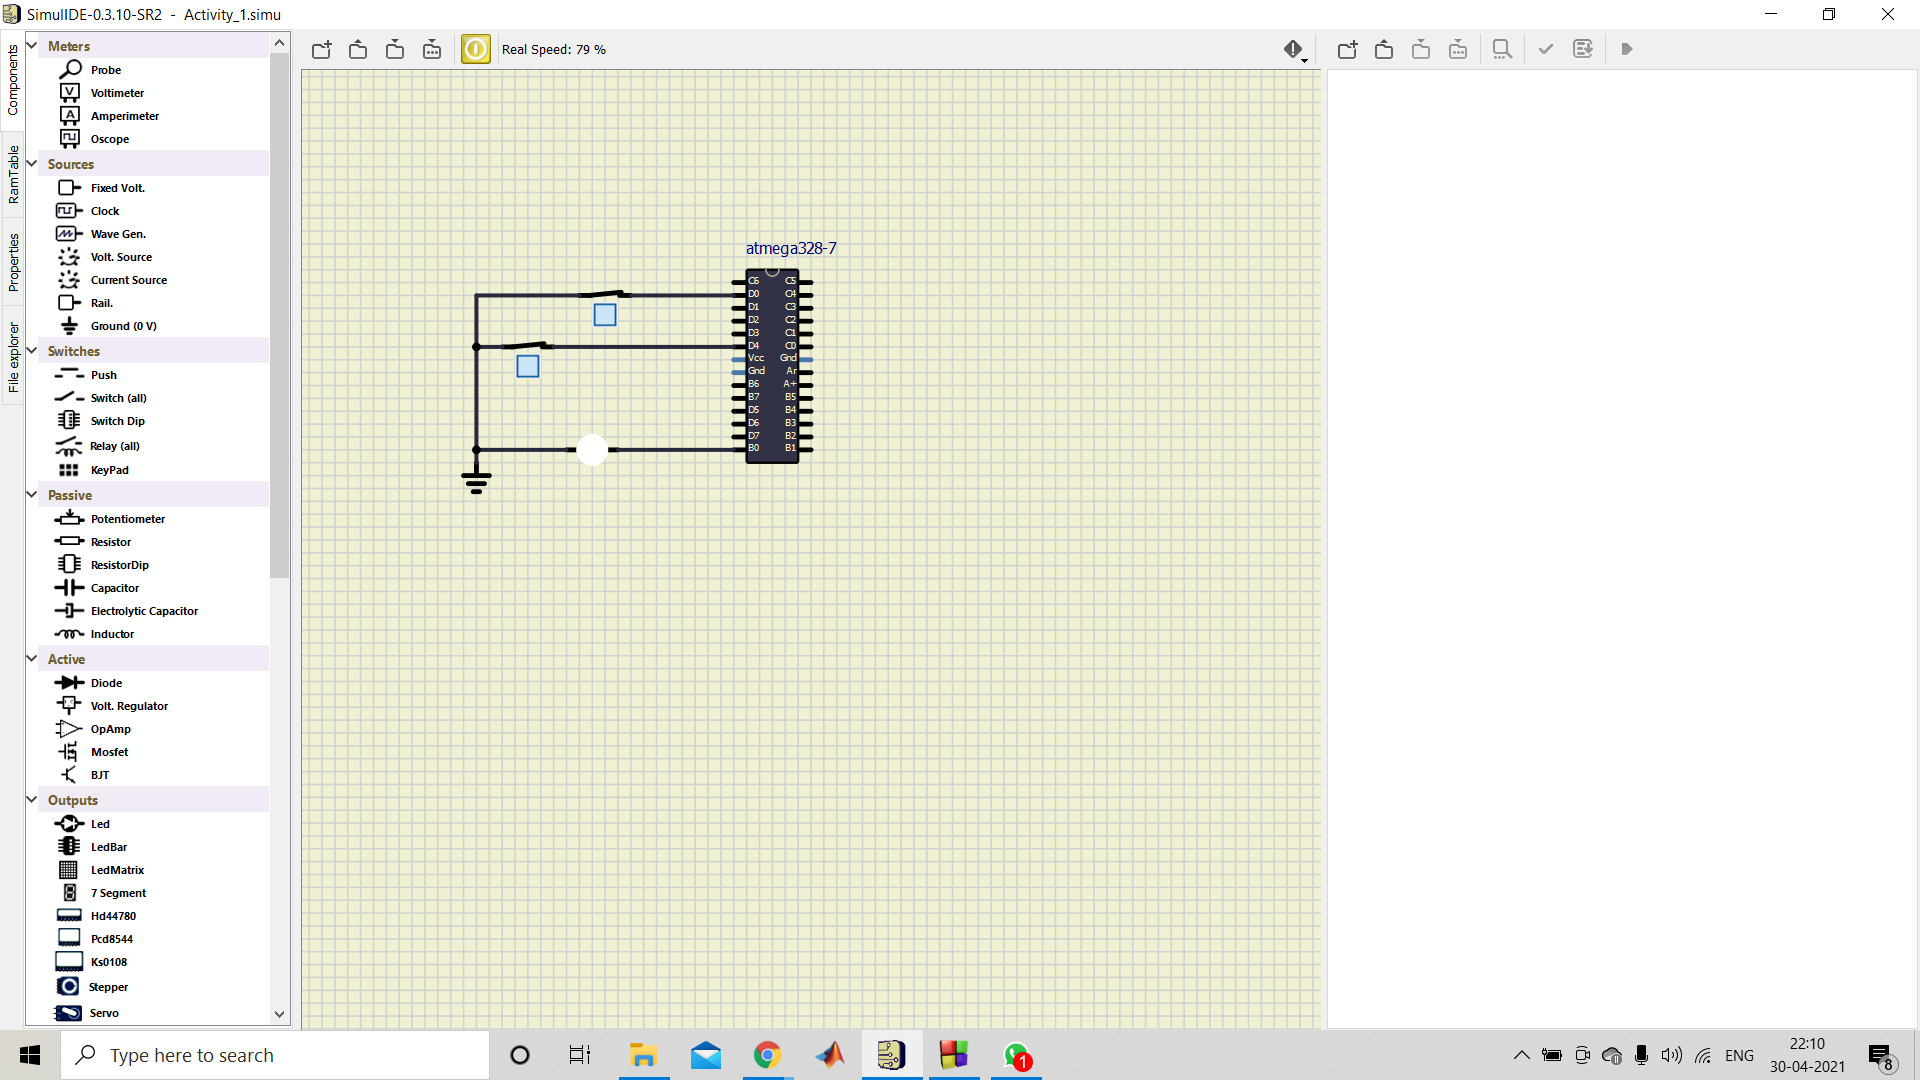 SimulIDE-0.3.10-SR2 - Activity_1.simu
Components
RamTable
Properties
File explorer
Meters
Probe
Voltimeter
Amperimeter
Oscope
Sources
Fixed Volt.
Clock
Wave Gen.
Volt. Source
Current Source
Rail.
Ground (0 V)
Switches
Push
Switch (all)
Switch Dip
Relay (all)
KeyPad
Passive
Potentiometer
Resistor
ResistorDip
Capacitor
Electrolytic Capacitor
Inductor
Active
Diode
Volt. Regulator
OpAmp
Mosfet
BJT
Outputs
Led
LedBar
LedMatrix
7 Segment
Hd44780
Pcd8544
Ks0108
Stepper
Servo
Real Speed: 79 %
atmega328-7
C6 C5
D0 C4
D1 C3
D2 C2
D3 C1
D4 C0
Vcc Gnd
Gnd Ar
B6 A+
B7 B5
D5 B4
D6 B3
D7 B2
B0 B1
Type here to search
1
ENG
22:10
30-04-2021
8